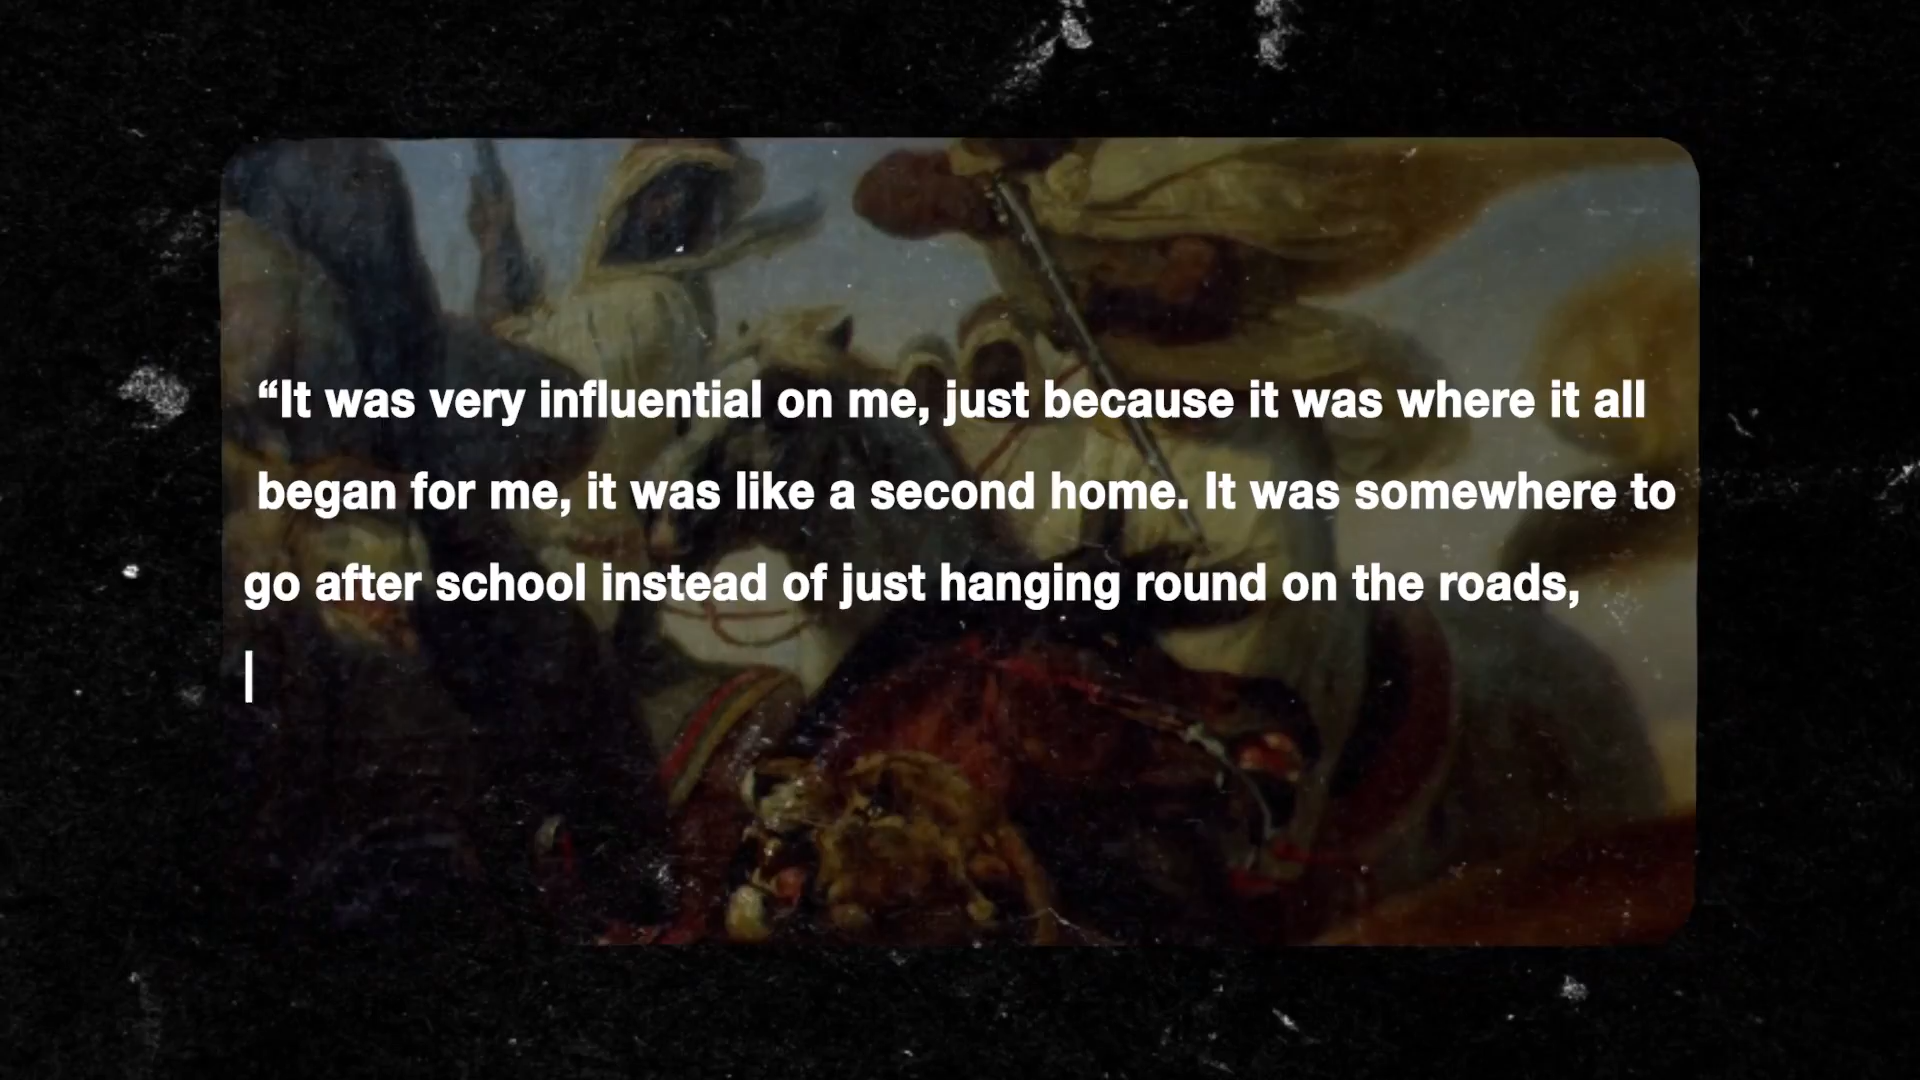 “It was very influential on me, just because it was where it all
began for me, it was like a second home. It was somewhere to
go after school instead of just hanging round on the roads,